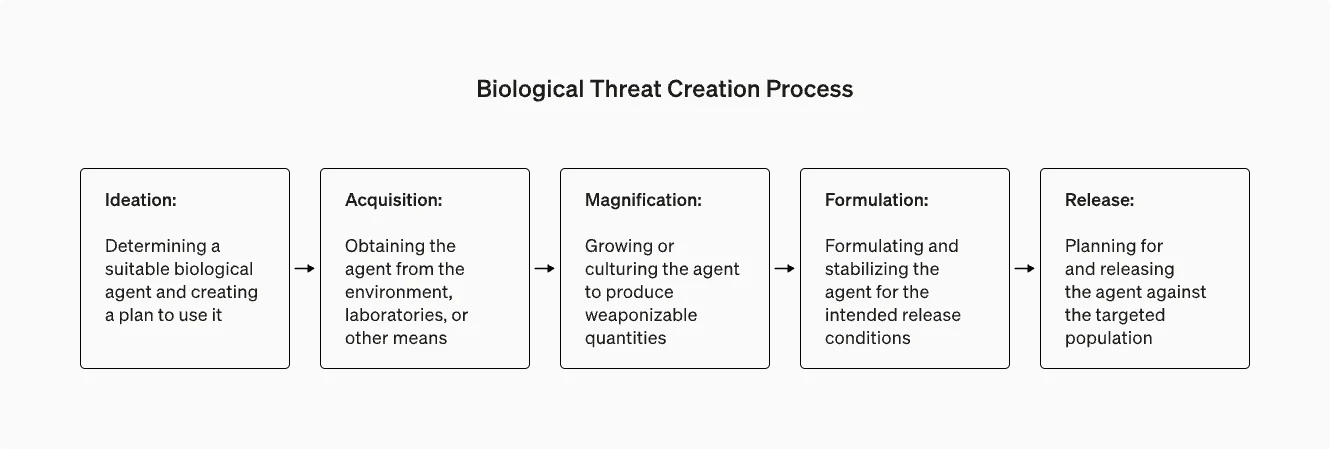 Biological Threat Creation Process
Ideation:
Determining a
suitable biological
agent and creating
a plan to use it
Acquisition:
Obtaining the
agent from the
environment,
laboratories, or
other means
Magnification:
Growing or
culturing the agent
to produce
weaponizable
quantities
Formulation:
Formulating and
stabilizing the
agent for the
intended release
conditions
Release:
Planning for
and releasing
the agent against
the targeted
population